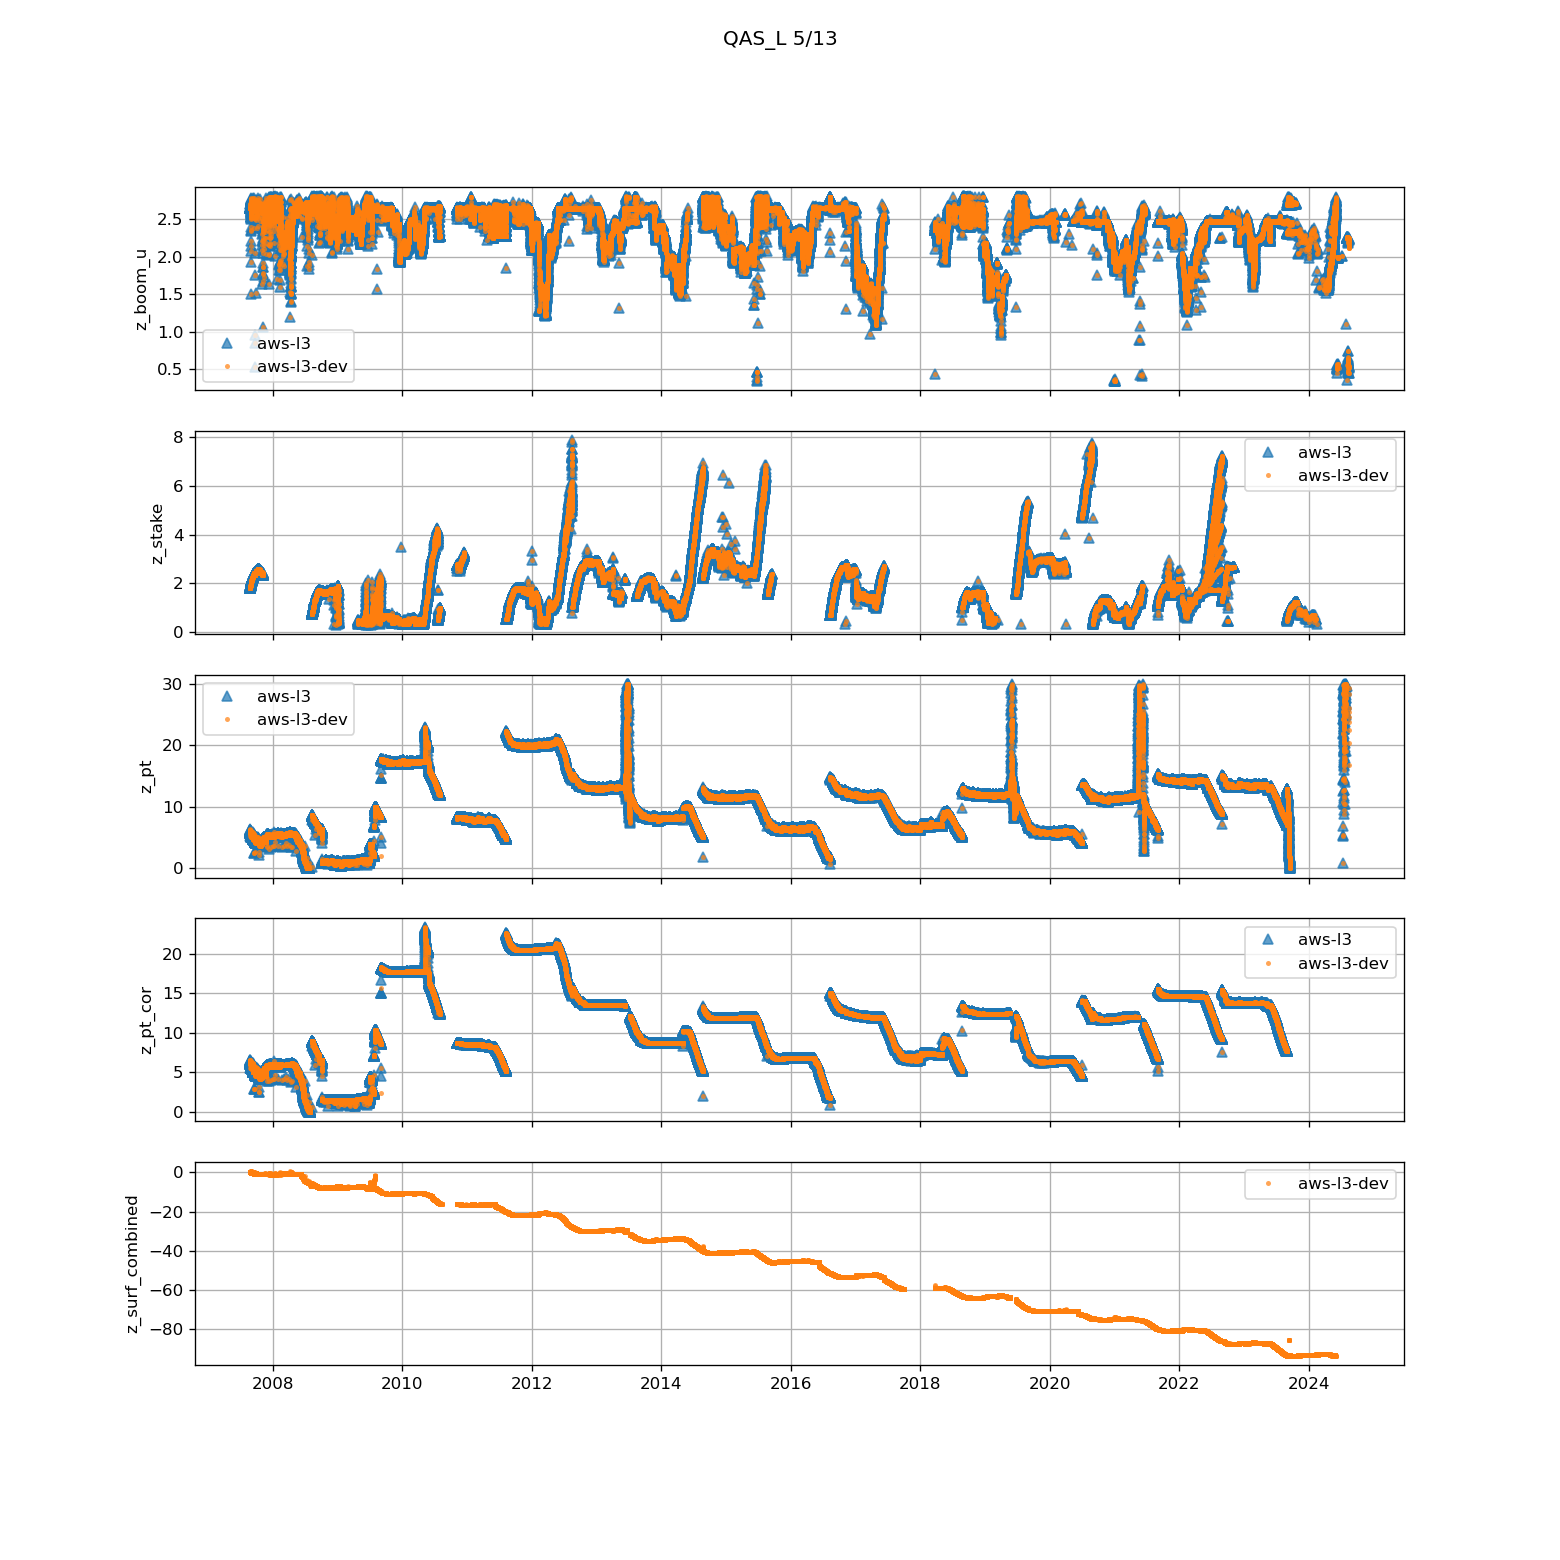 QAS_L 5/13
z_boom_u
2.5
2.0
1.5
1.0
0.5
aws-l3
aws-l3-dev
z_stake
8
6
4
2
0
aws-l3
aws-l3-dev
z_pt
30
20
10
0
aws-l3
aws-l3-dev
z_pt_cor
20
15
10
5
0
aws-l3
aws-l3-dev
z_surf_combined
0
−20
−40
−60
−80
aws-l3-dev
2008 2010 2012 2014 2016 2018 2020 2022 2024